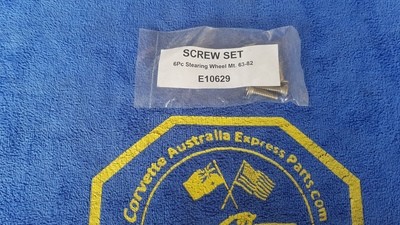 SCREW SET
6Pc Stearing Wheel Mt. 63-82
E10629
Corvette Australia Express Parts.com